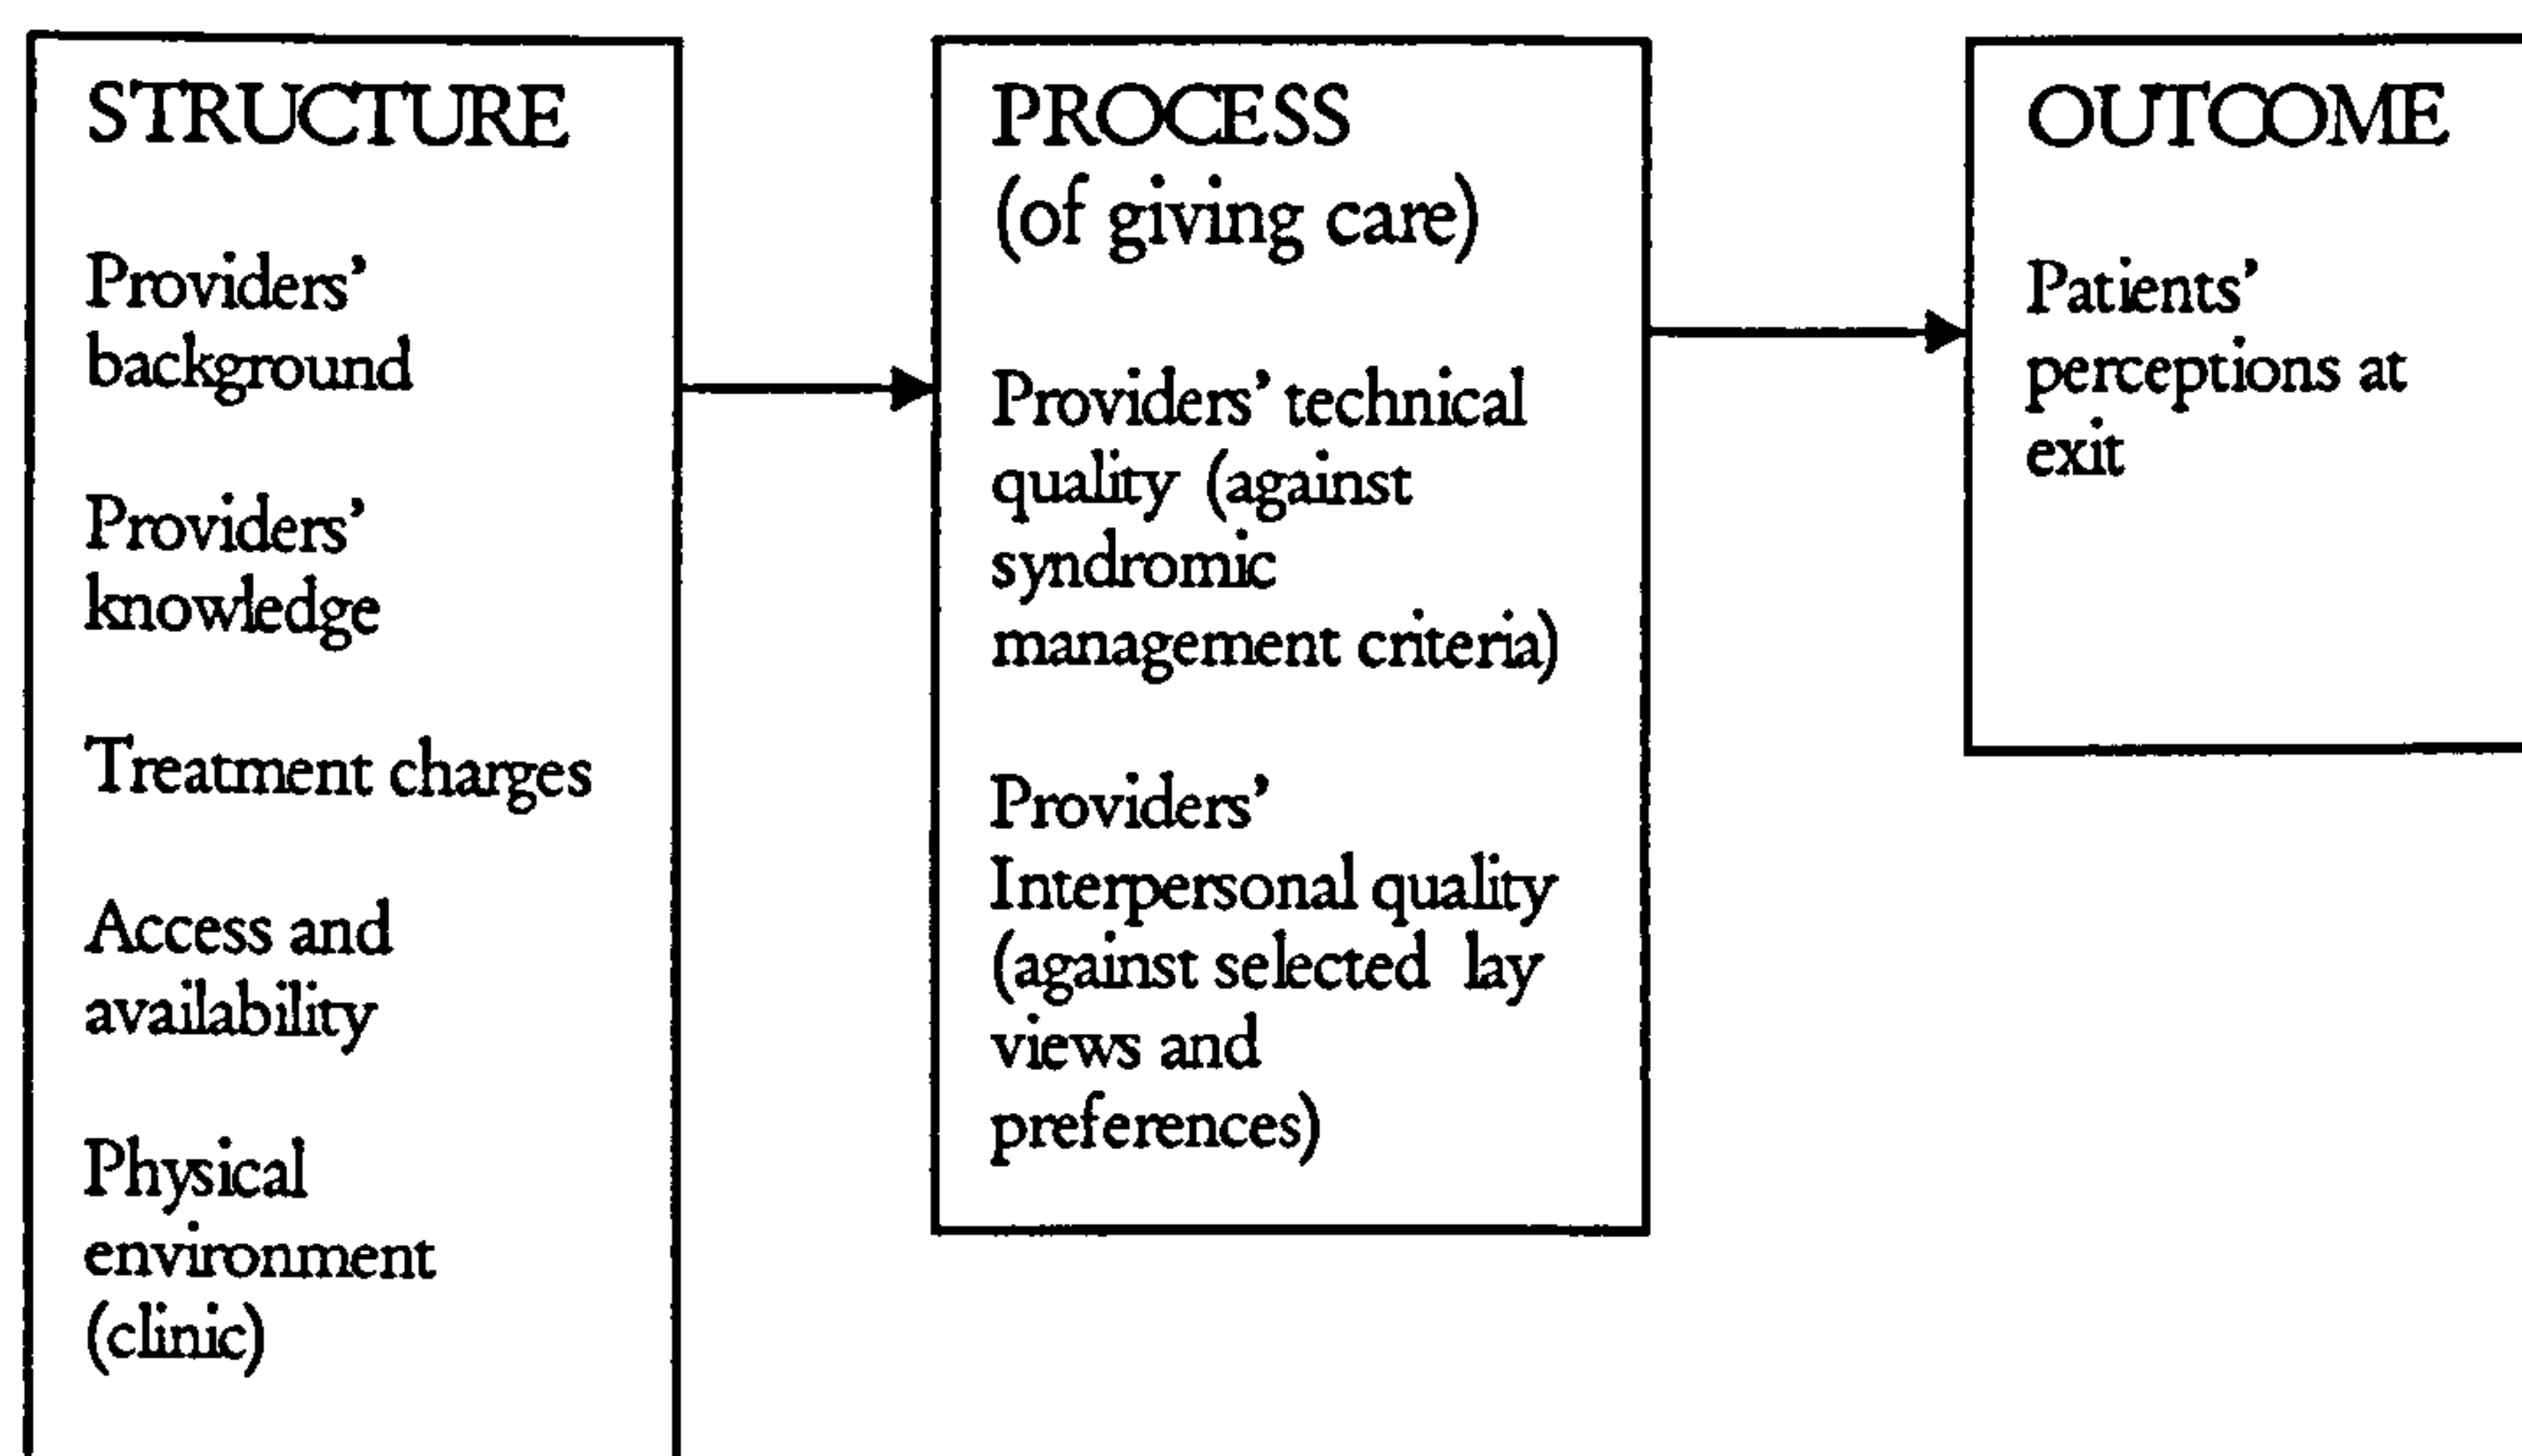 STRUCTURE
Providers’
background
Providers’
knowledge
Treatment charges
Access and
availability
Physical
environment
(clinic)
PROCESS
(of giving care)
Providers’ technical
quality (against
syndromic
management criteria)
Providers’
Interpersonal quality
(against selected lay
views and
preferences)
OUTCOME
Patients’
perceptions at
exit